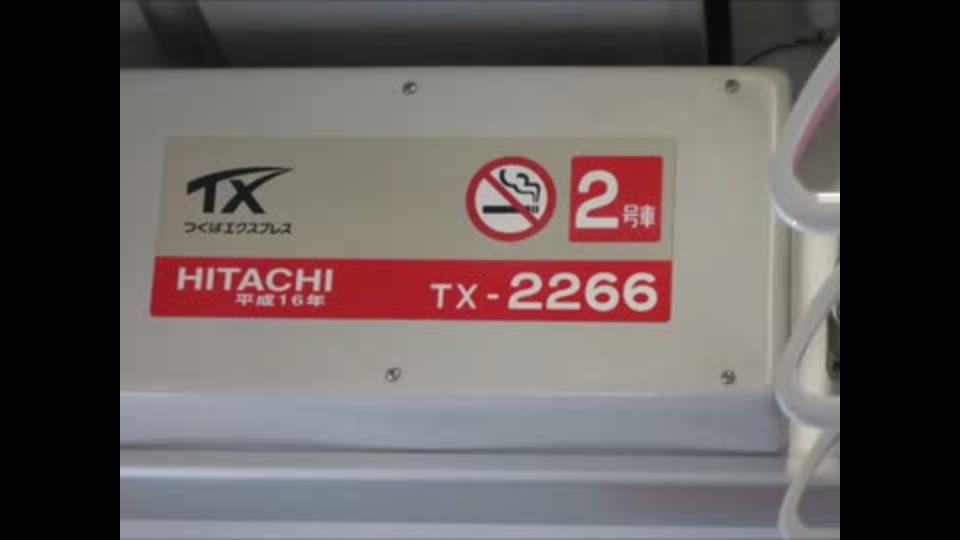 TX
つくばエクスプレス
2号車
HITACHI
平成16年
TX-2266